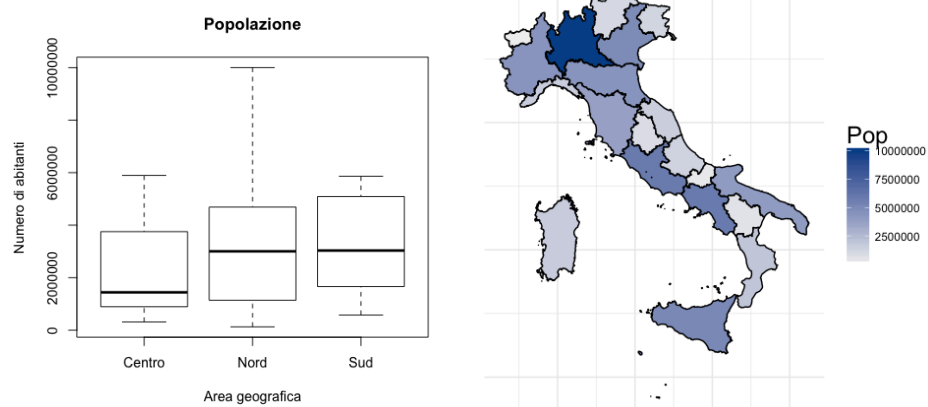 Popolazione
Numero di abitanti
10000000
6000000
2000000
0
Centro
Nord
Sud
Area geografica
Pop
10000000
7500000
5000000
2500000